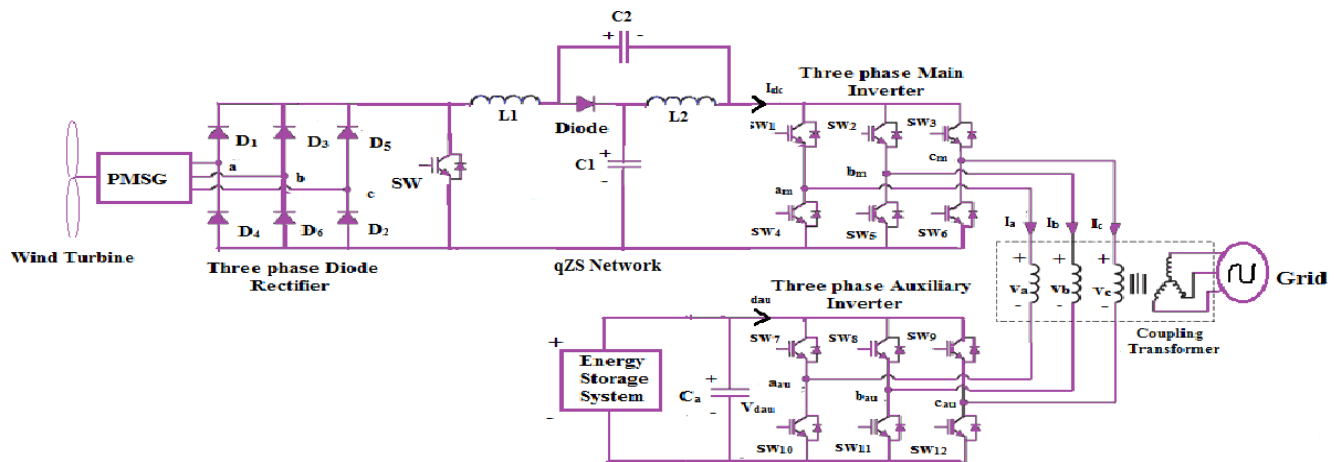 C2
+ -
Three phase Main
Inverter
Idc
L1
Diode
L2
SW1
SW2
SW3
D1
D3
D5
C1
+
-
cm
PMSG
a
b
c
SW
bm
am
D4
D6
D2
SW4
SW5
SW6
Ia
Ib
Ic
Wind Turbine
Three phase Diode
Rectifier
qZS Network
+ + +
Va
Vb
Vc
- - -
Grid
Three phase Auxiliary
Inverter
dau
Coupling
Transformer
SW7
SW8
SW9
+
Energy
Storage
System
-
+
Ca
Vdau
-
aau
bau
cau
SW10
SW11
SW12